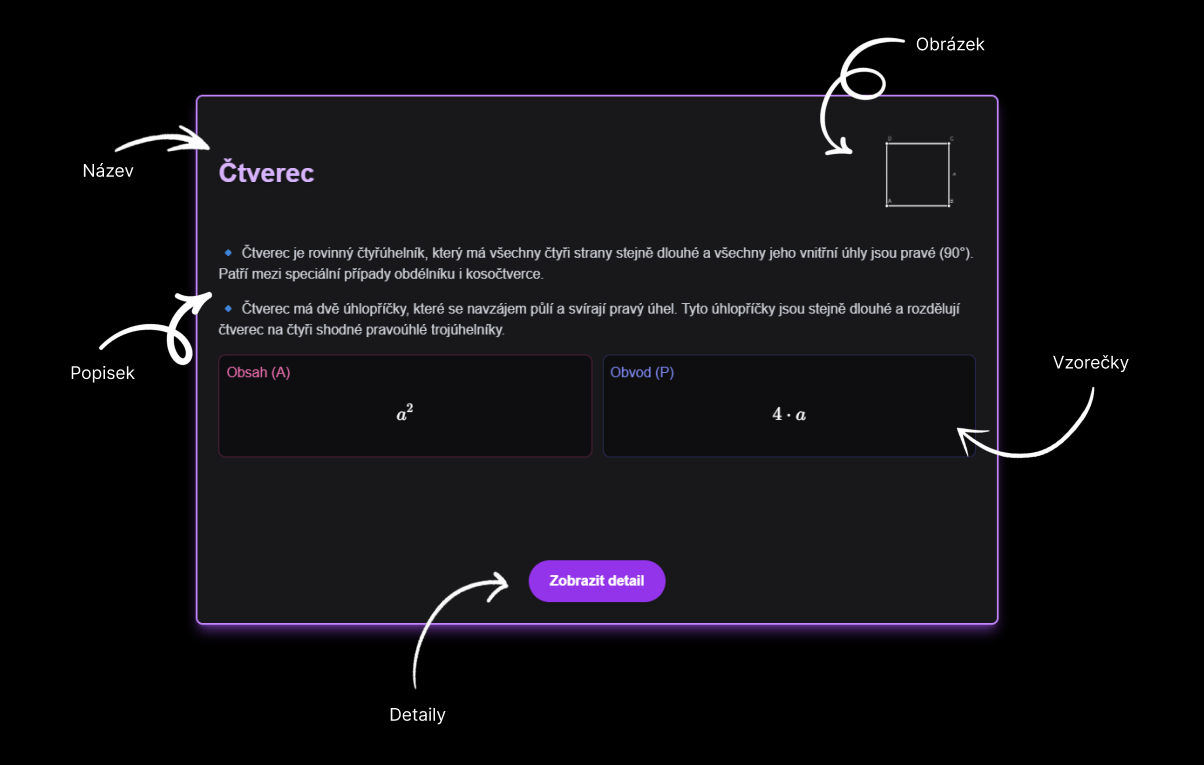 Obrázek
Název
Čtverec
D
C
a
A
B
🔹 Čtverec je rovinný čtyřúhelník, který má všechny čtyři strany stejně dlouhé a všechny jeho vnitřní úhly jsou pravé (90°).
Patří mezi speciální případy obdélníku i kosočtverce.
🔹 Čtverec má dvě úhlopříčky, které se navzájem půlí a svírají pravý úhel. Tyto úhlopříčky jsou stejně dlouhé a rozdělují
čtverec na čtyři shodné pravoúhlé trojúhelníky.
Popisek
Vzorečky
Obsah (A)
a²
Obvod (P)
4 · a
Zobrazit detail
Detaily